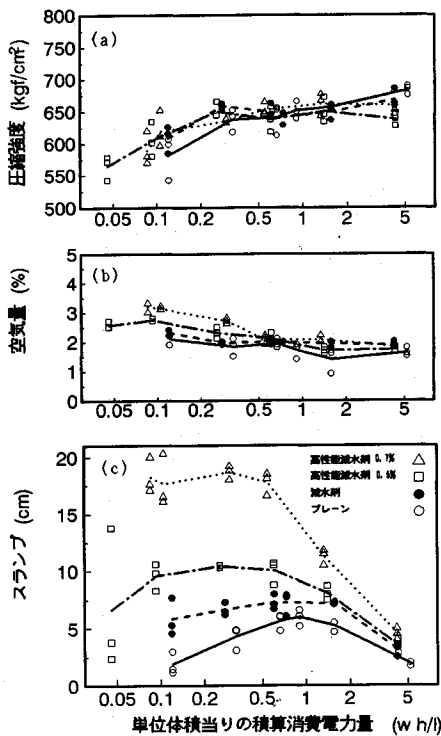 (a)
圧縮強度 (kgf/cm²)
800
750
700
650
600
550
500
0.05 0.1 0.2 0.5 1 2 5
(b)
空気量 (%)
5
4
3
2
1
0
0.05 0.1 0.2 0.5 1 2 5
(c)
スランプ (cm)
20
15
10
5
0
高性能減水剤 0.7%
高性能減水剤 0.4%
減水剤
プレーン
0.05 0.1 0.2 0.5 1 2 5
単位体積当りの積算消費電力量 (w h/l)